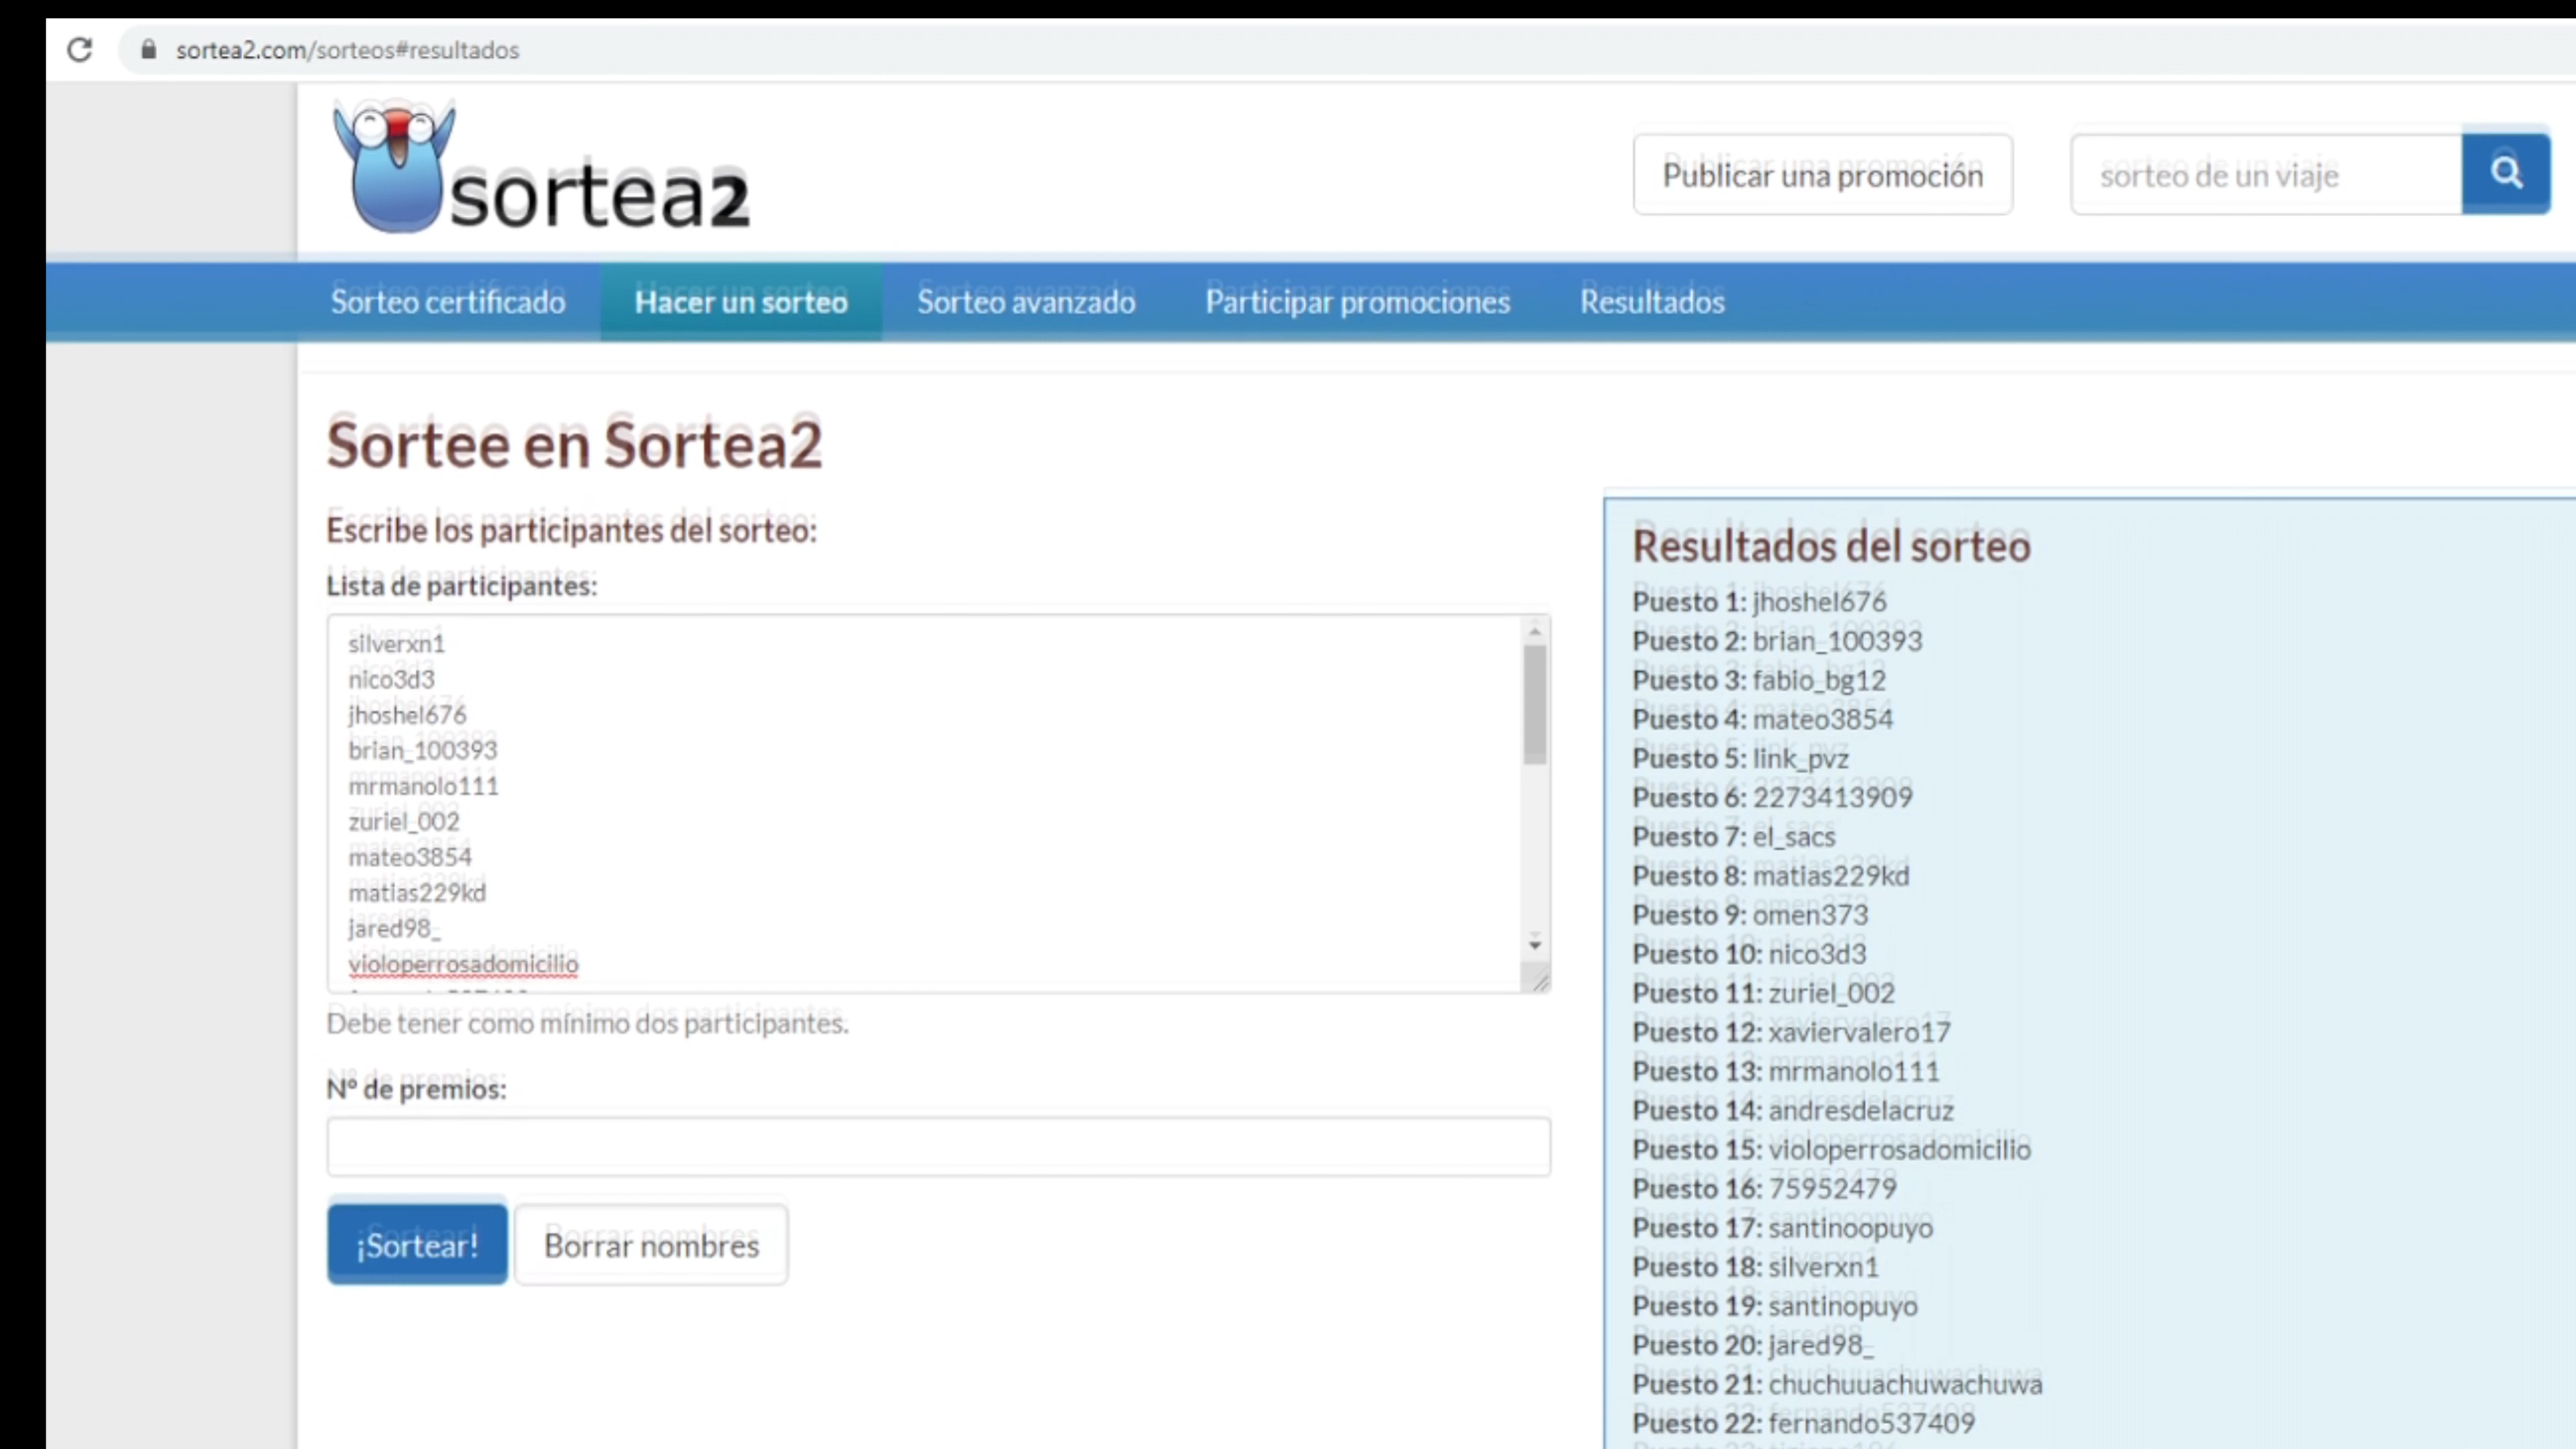 sortea2.com/sorteos#resultados
sortea2
Publicar una promoción
sorteo de un viaje
Sorteo certificado
Hacer un sorteo
Sorteo avanzado
Participar promociones
Resultados
Sortee en Sortea2
Escribe los participantes del sorteo:
Lista de participantes:
silverxn1
nico3d3
jhoshel676
brian_100393
mrmanolo111
zuriel_002
mateo3854
matias229kd
jared98_
violoperrosadomicilio
Debe tener como mínimo dos participantes.
Nº de premios:
¡Sortear!
Borrar nombres
Resultados del sorteo
Puesto 1: jhoshel676
Puesto 2: brian_100393
Puesto 3: fabio_bg12
Puesto 4: mateo3854
Puesto 5: link_pvz
Puesto 6: 2273413909
Puesto 7: el_sacs
Puesto 8: matias229kd
Puesto 9: omen373
Puesto 10: nico3d3
Puesto 11: zuriel_002
Puesto 12: xaviervalero17
Puesto 13: mrmanolo111
Puesto 14: andresdelacruz
Puesto 15: violoperrosadomicilio
Puesto 16: 75952479
Puesto 17: santinoopuyo
Puesto 18: silverxn1
Puesto 19: santinopuyo
Puesto 20: jared98_
Puesto 21: chuchuuachuwachuwa
Puesto 22: fernando537409